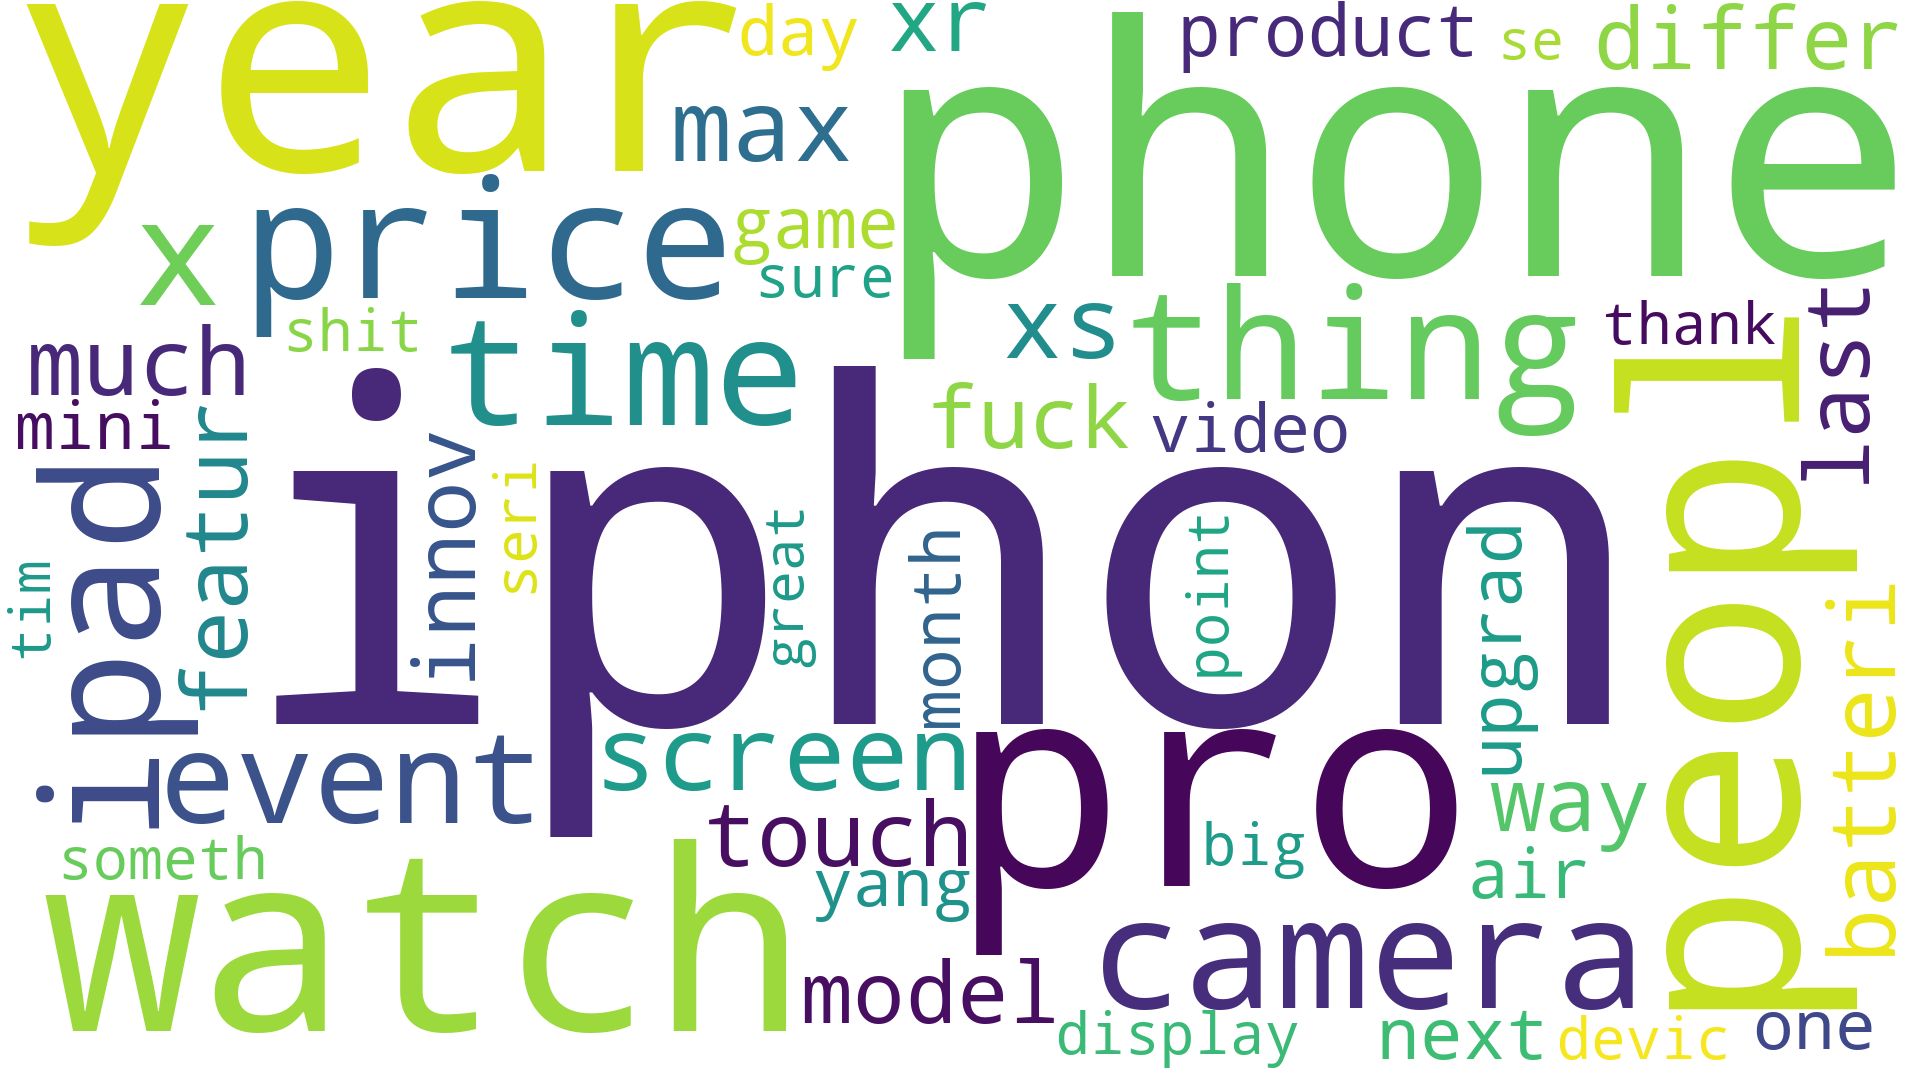 year
day
xr
product
se
differ
max
phone
x
price
game
sure
xs
thing
thank
last
shit
much
time
mini
fuck
video
peopl
ipad
featur
innov
seri
iphon
great
month
point
upgrad
tim
batteri
event
screen
pro
touch
way
big
air
someth
yang
watch
camera
model
display
next
devic
one